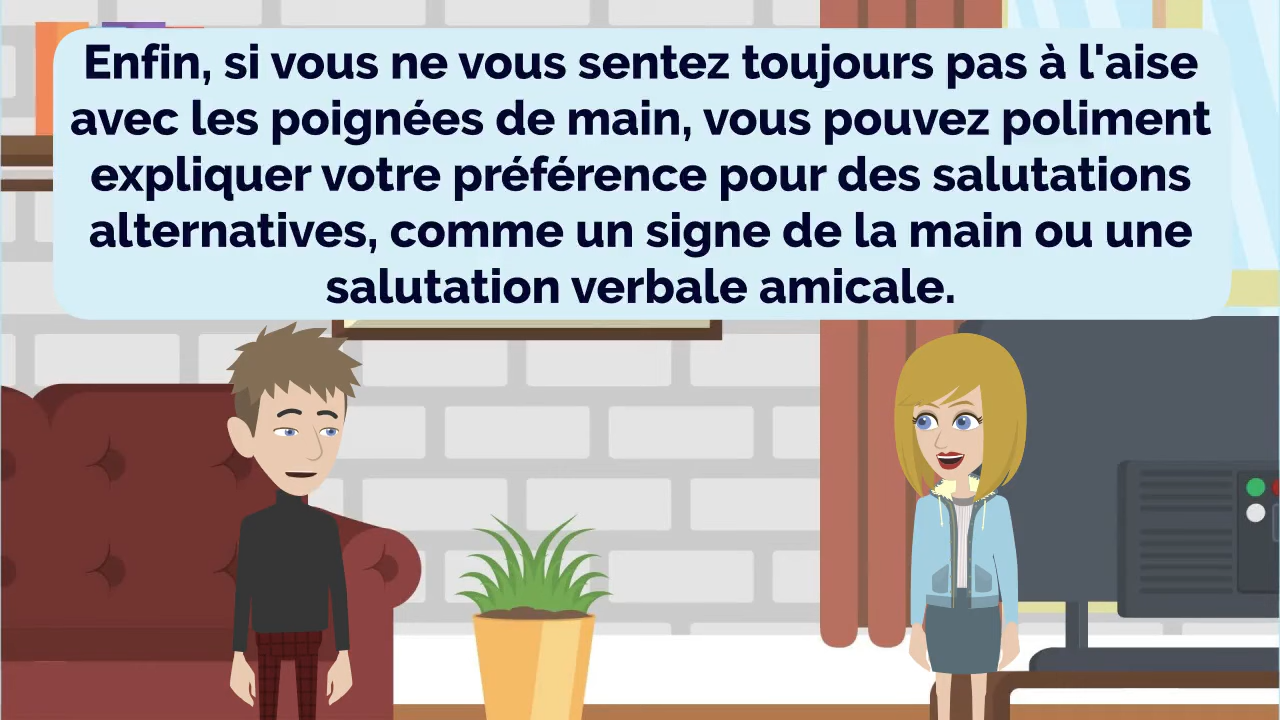 Enfin, si vous ne vous sentez toujours pas à l'aise
avec les poignées de main, vous pouvez poliment
expliquer votre préférence pour des salutations
alternatives, comme un signe de la main ou une
salutation verbale amicale.